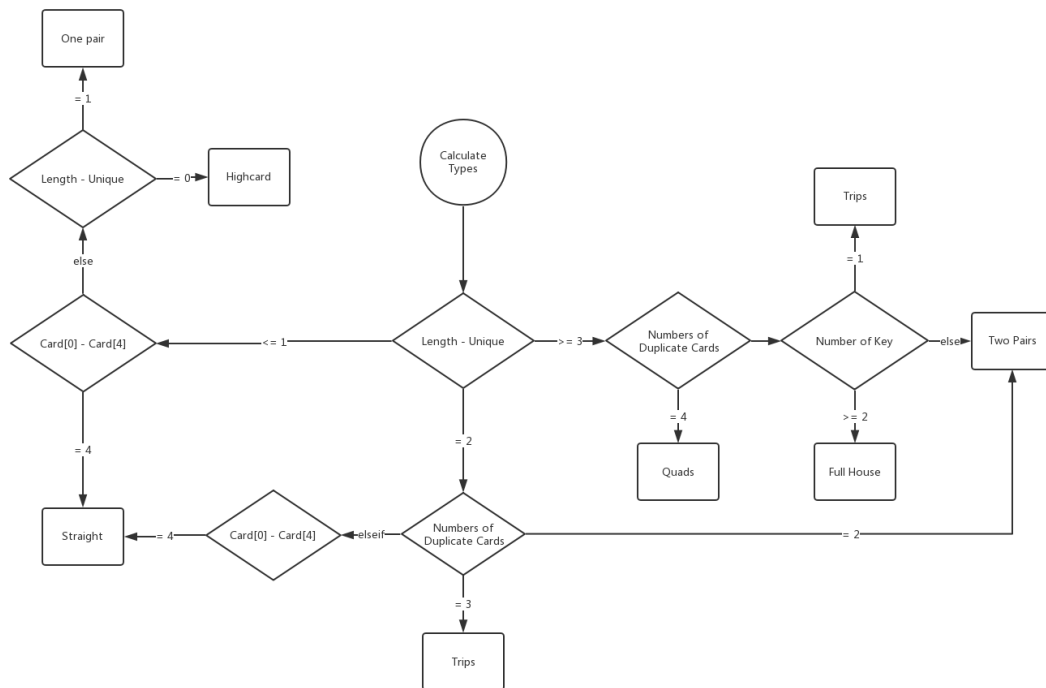 One pair
= 1
Length - Unique
= 0
Highcard
else
Card[0] - Card[4]
= 4
Straight
Calculate
Types
<= 1
Length - Unique
>= 3
Numbers of
Duplicate Cards
= 4
Quads
Trips
= 1
Number of Key
else
Two Pairs
>= 2
Full House
= 2
Numbers of
Duplicate Cards
elseif
Card[0] - Card[4]
= 4
= 2
= 3
Trips